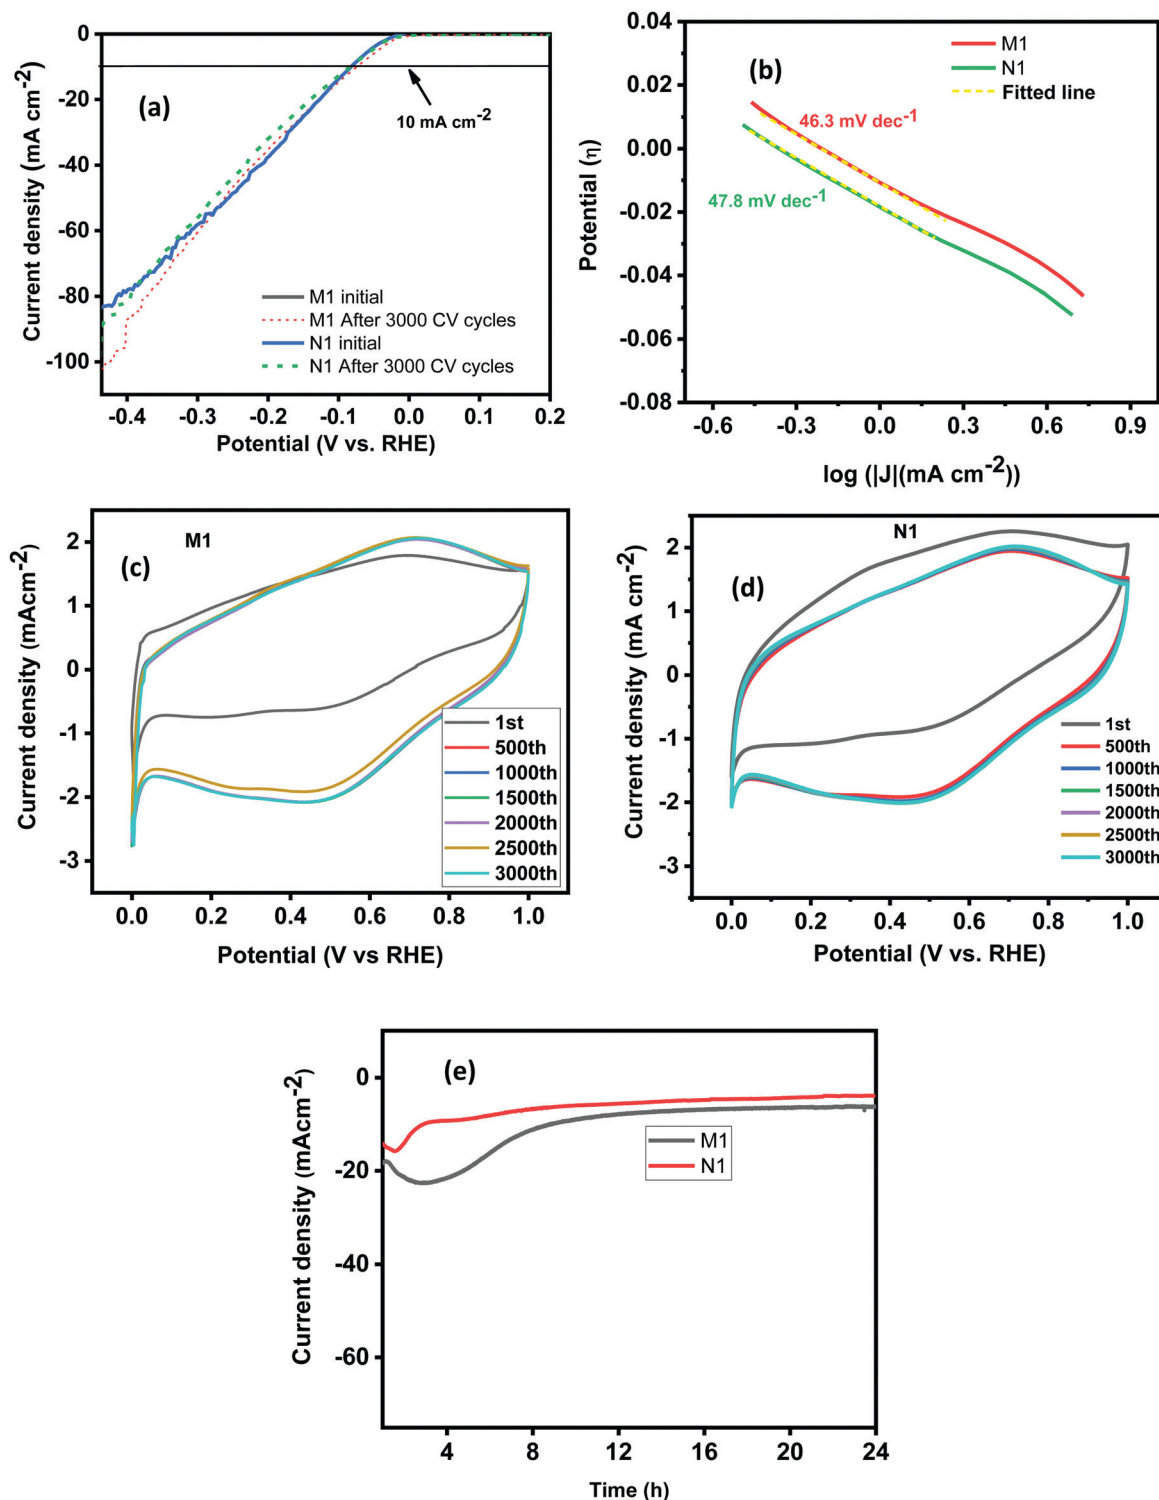 (a)
Current density (mA cm-2)
0
-20
-40
-60
-80
-100
10 mA cm-2
M1 initial
M1 After 3000 CV cycles
N1 initial
N1 After 3000 CV cycles
-0.4 -0.3 -0.2 -0.1 0.0 0.1 0.2
Potential (V vs. RHE)
(b)
Potential (η)
0.04
0.02
0.00
-0.02
-0.04
-0.06
-0.08
M1
N1
Fitted line
46.3 mV dec-1
47.8 mV dec-1
-0.6 -0.3 0.0 0.3 0.6 0.9
log (|J|(mA cm-2))
(c)
M1
Current density (mAcm-2)
2
1
0
-1
-2
-3
1st
500th
1000th
1500th
2000th
2500th
3000th
0.0 0.2 0.4 0.6 0.8 1.0
Potential (V vs RHE)
(d)
N1
Current density (mA cm-2)
2
1
0
-1
-2
-3
1st
500th
1000th
1500th
2000th
2500th
3000th
0.0 0.2 0.4 0.6 0.8 1.0
Potential (V vs. RHE)
(e)
Current density (mAcm-2)
0
-20
-40
-60
M1
N1
4 8 12 16 20 24
Time (h)